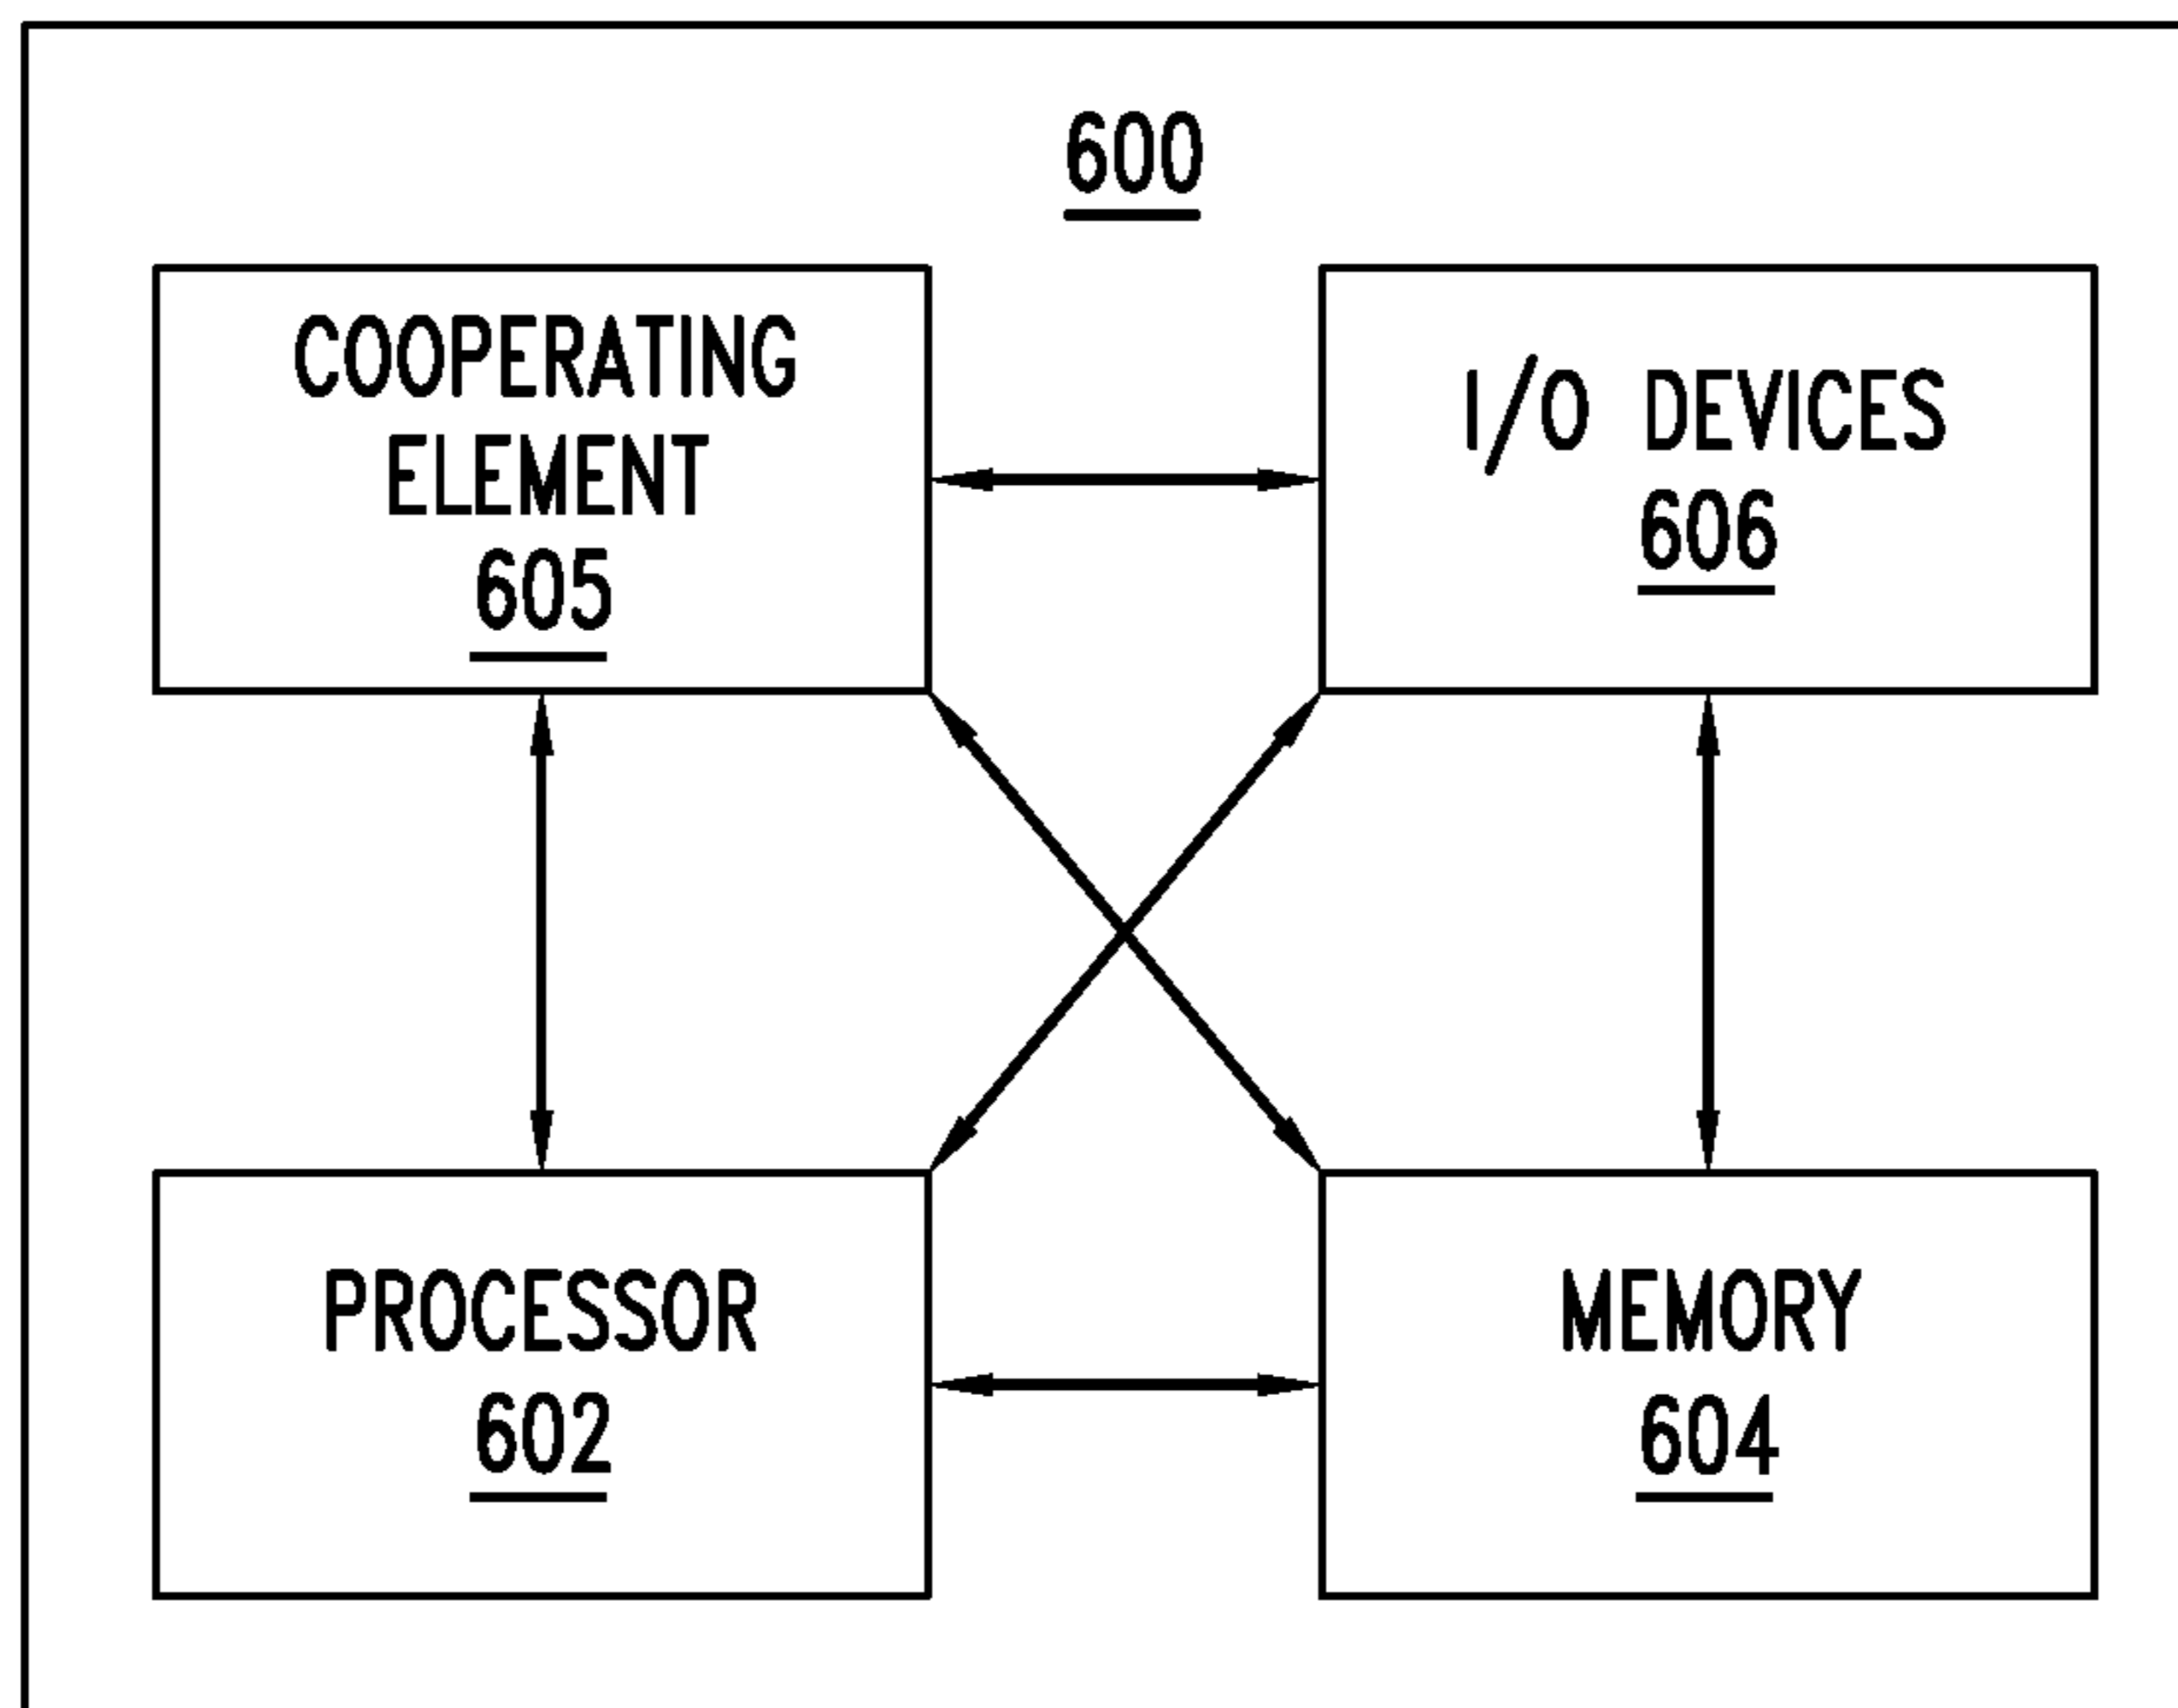 600
COOPERATING
ELEMENT
605
I/O DEVICES
606
PROCESSOR
602
MEMORY
604